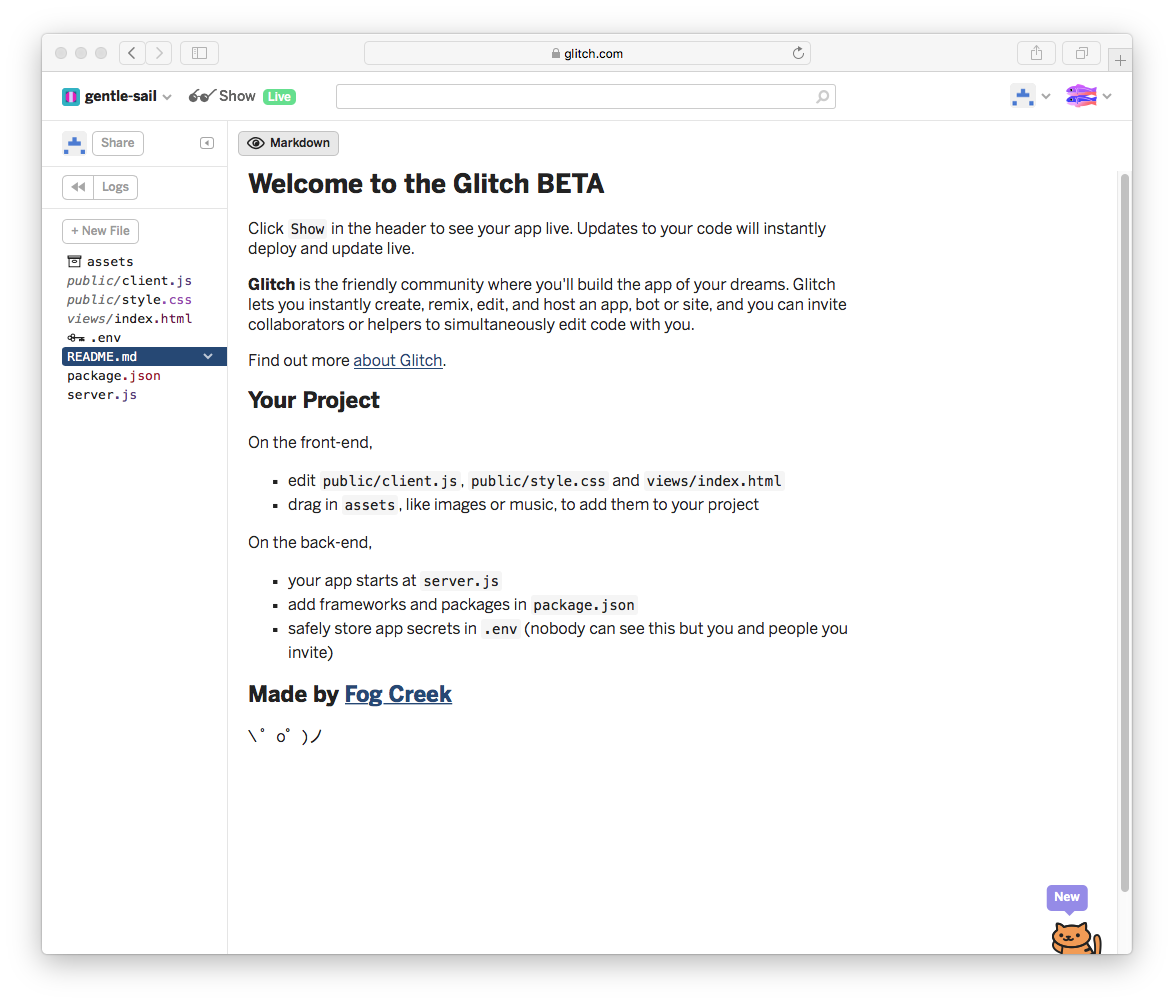 glitch.com
gentle-sail Show Live
Share
Markdown
Logs
+ New File
assets
public/client.js
public/style.css
views/index.html
.env
README.md
package.json
server.js
Welcome to the Glitch BETA
Click Show in the header to see your app live. Updates to your code will instantly
deploy and update live.
Glitch is the friendly community where you'll build the app of your dreams. Glitch
lets you instantly create, remix, edit, and host an app, bot or site, and you can invite
collaborators or helpers to simultaneously edit code with you.
Find out more about Glitch.
Your Project
On the front-end,
▪ edit public/client.js, public/style.css and views/index.html
▪ drag in assets, like images or music, to add them to your project
On the back-end,
▪ your app starts at server.js
▪ add frameworks and packages in package.json
▪ safely store app secrets in .env (nobody can see this but you and people you
invite)
Made by Fog Creek
\゜o゜)ノ
New